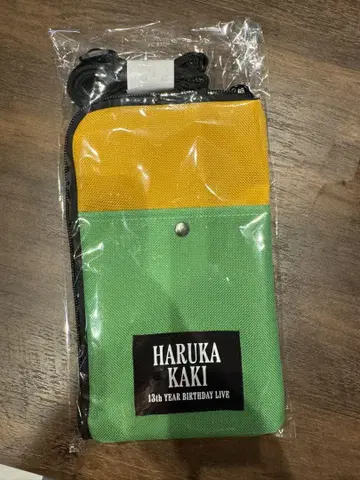 HARUKA
KAKI
13th YEAR BIRTHDAY LIVE